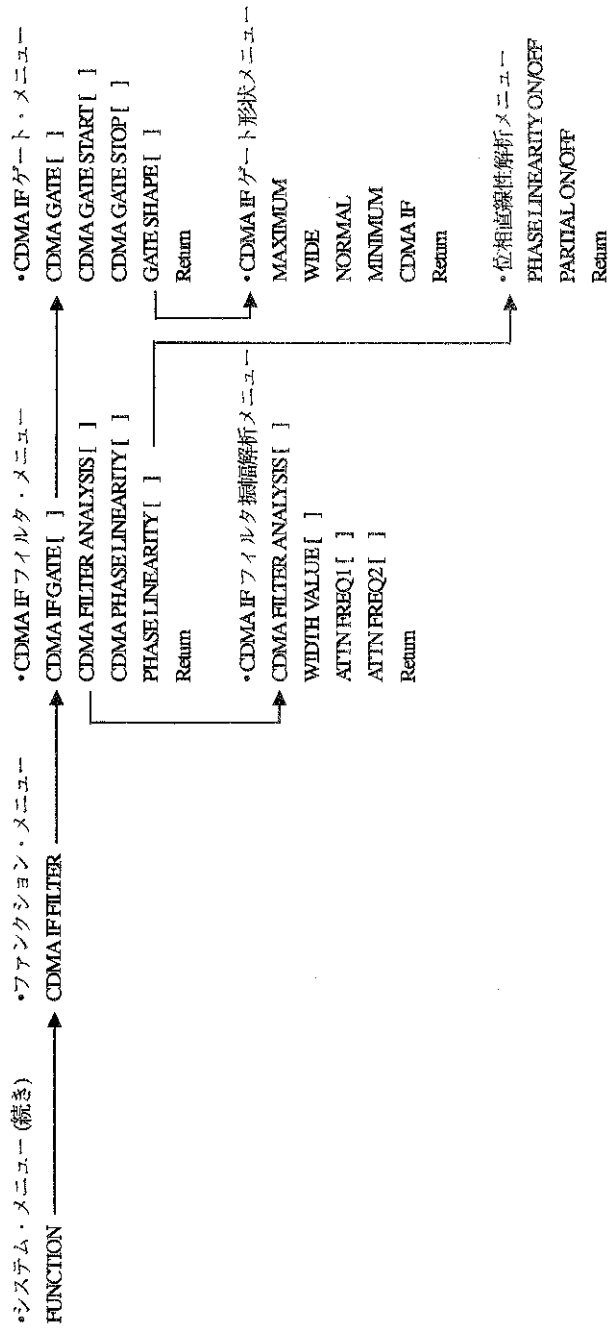 •システム・メニュー (続き)
FUNCTION
•ファンクション・メニュー
CDMA IF FILTER
•CDMA IF フィルタ・メニュー
CDMA IF GATE [ ]
CDMA FILTER ANALYSIS [ ]
CDMA PHASE LINEARITY [ ]
PHASE LINEARITY [ ]
Return
•CDMA IF ゲート・メニュー
CDMA GATE [ ]
CDMA GATE START [ ]
CDMA GATE STOP [ ]
GATE SHAPE [ ]
Return
•CDMA IF フィルタ振幅解析メニュー
CDMA FILTER ANALYSIS [ ]
WIDTH VALUE [ ]
ATTN FREQ1 [ ]
ATTN FREQ2 [ ]
Return
•CDMA IF ゲート形状メニュー
MAXIMUM
WIDE
NORMAL
MINIMUM
CDMA IF
Return
•位相直線性解析メニュー
PHASE LINEARITY ON/OFF
PARTIAL ON/OFF
Return